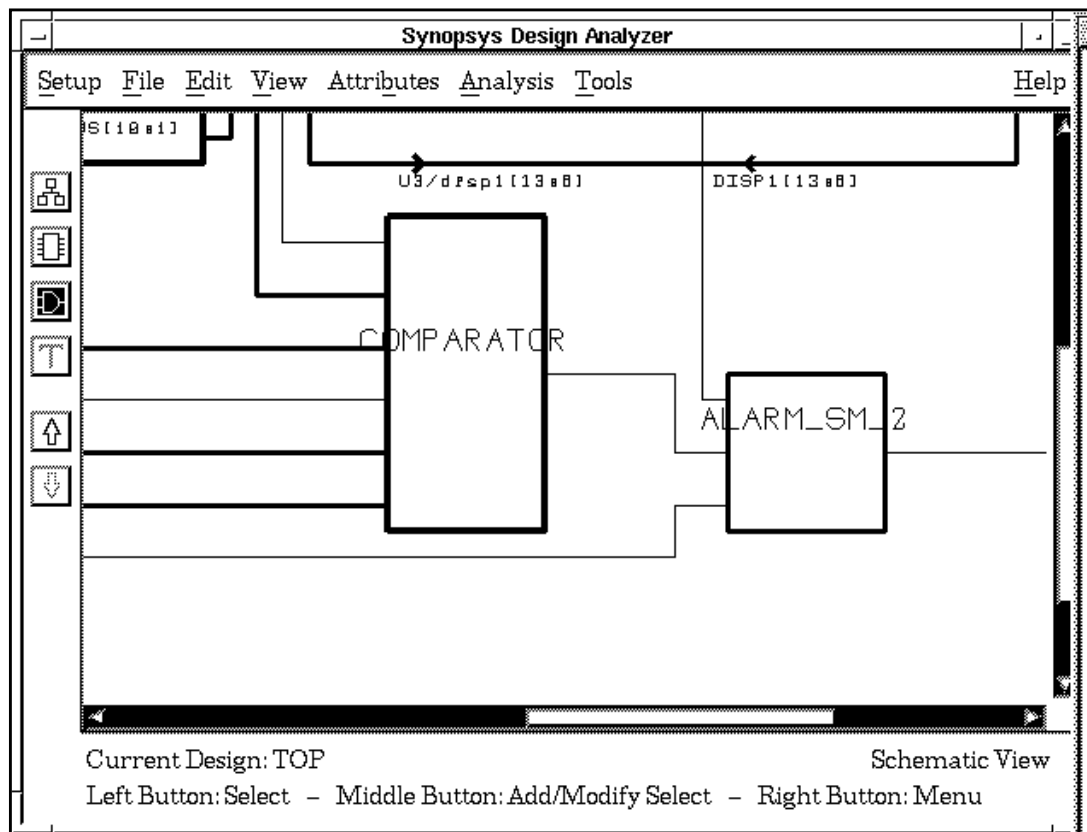 Synopsys Design Analyzer
Setup File Edit View Attributes Analysis Tools Help
U3/disp1[13:8] DISP1[13:8]
COMPARATOR
ALARM_SM_2
Current Design: TOP Schematic View
Left Button: Select – Middle Button: Add/Modify Select – Right Button: Menu